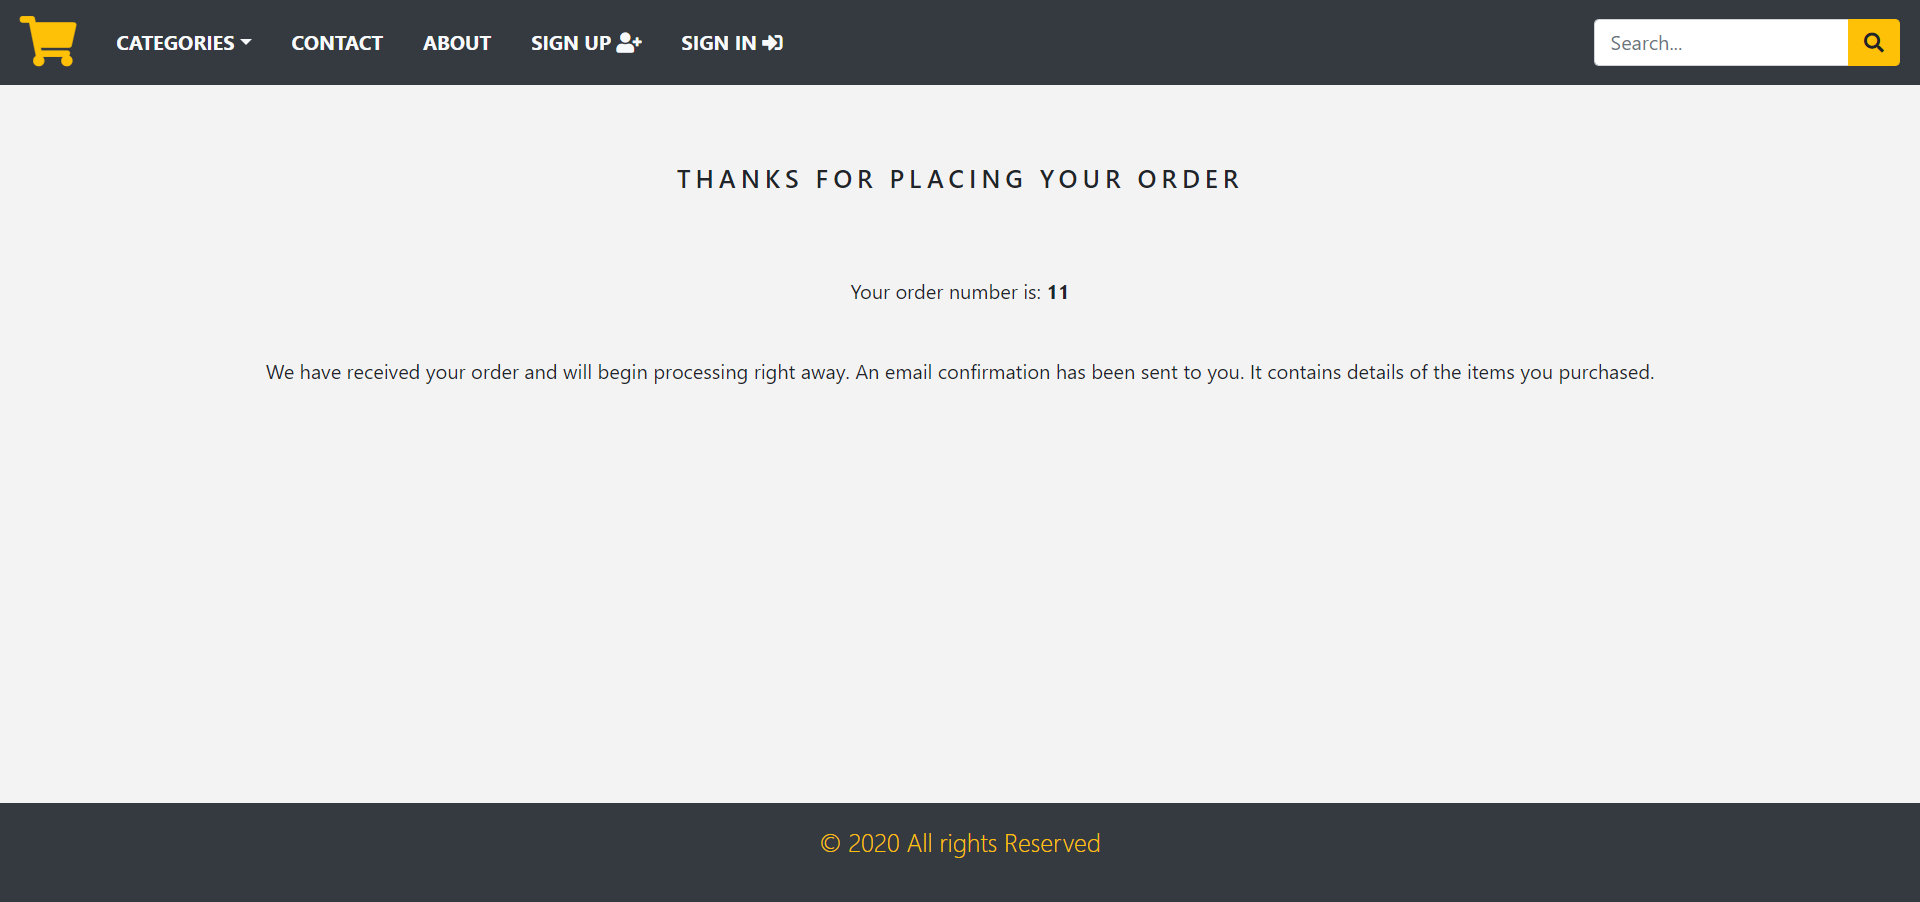 CATEGORIES CONTACT ABOUT SIGN UP SIGN IN Search...
THANKS FOR PLACING YOUR ORDER
Your order number is: 11
We have received your order and will begin processing right away. An email confirmation has been sent to you. It contains details of the items you purchased.
© 2020 All rights Reserved